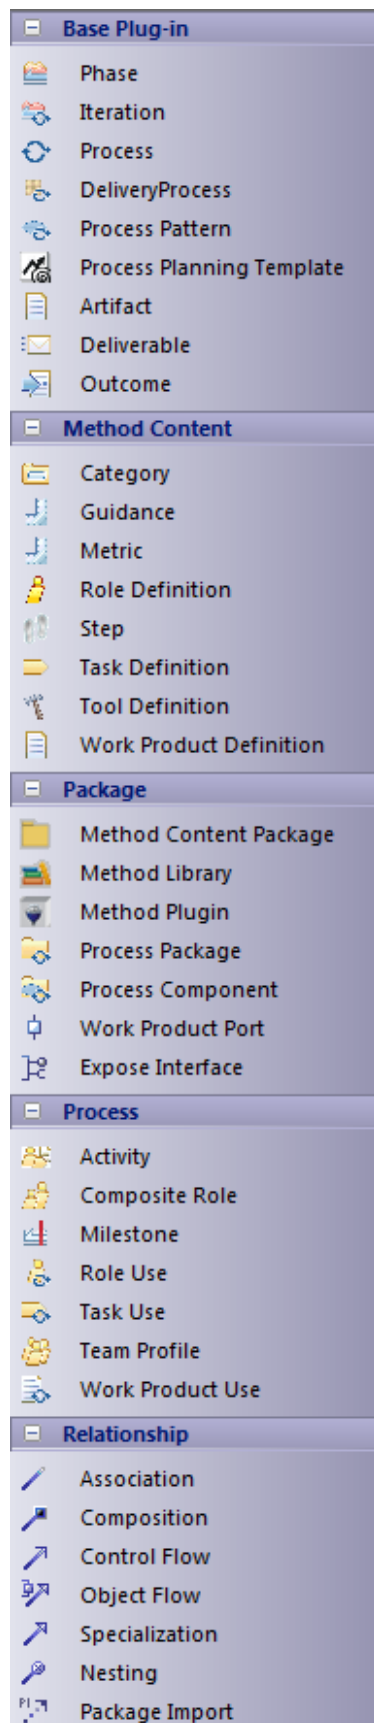 Base Plug-in
Phase
Iteration
Process
DeliveryProcess
Process Pattern
Process Planning Template
Artifact
Deliverable
Outcome
Method Content
Category
Guidance
Metric
Role Definition
Step
Task Definition
Tool Definition
Work Product Definition
Package
Method Content Package
Method Library
Method Plugin
Process Package
Process Component
Work Product Port
Expose Interface
Process
Activity
Composite Role
Milestone
Role Use
Task Use
Team Profile
Work Product Use
Relationship
Association
Composition
Control Flow
Object Flow
Specialization
Nesting
Package Import